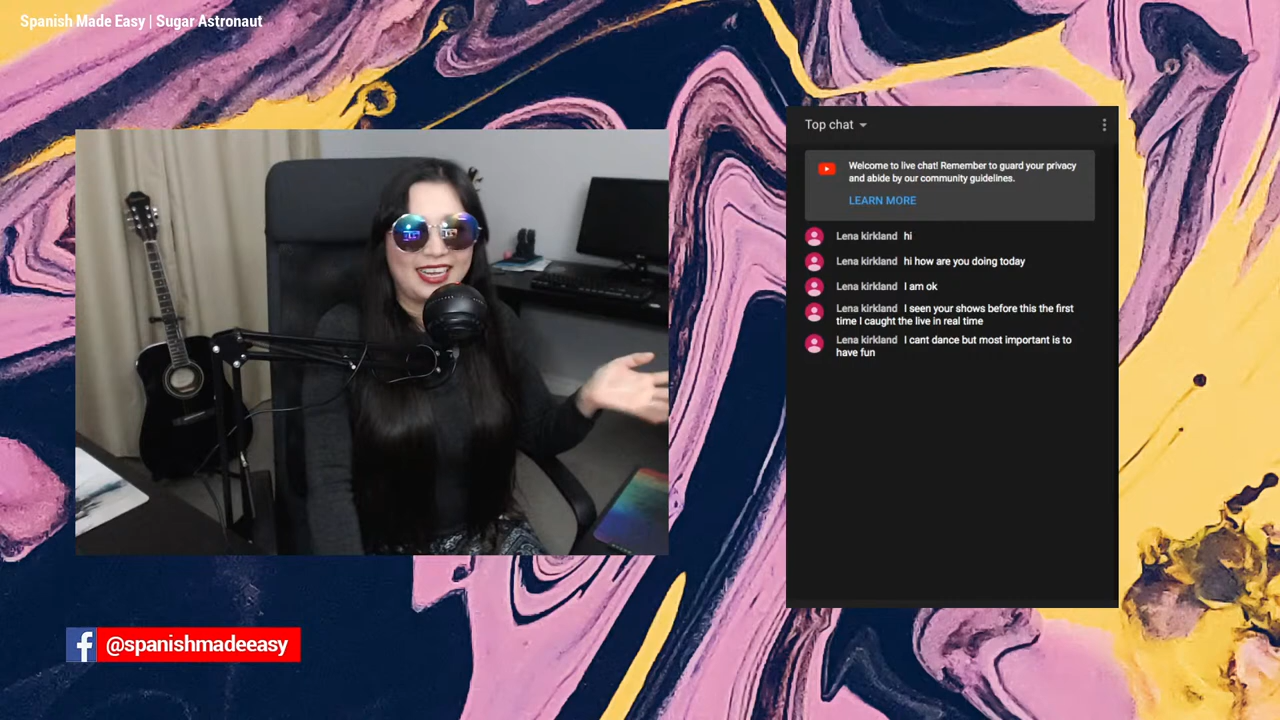 Spanish Made Easy | Sugar Astronaut
Top chat
Welcome to live chat! Remember to guard your privacy
and abide by our community guidelines.
LEARN MORE
Lena kirkland hi
Lena kirkland hi how are you doing today
Lena kirkland I am ok
Lena kirkland I seen your shows before this the first
time I caught the live in real time
Lena kirkland I cant dance but most important is to
have fun
@spanishmadeeasy